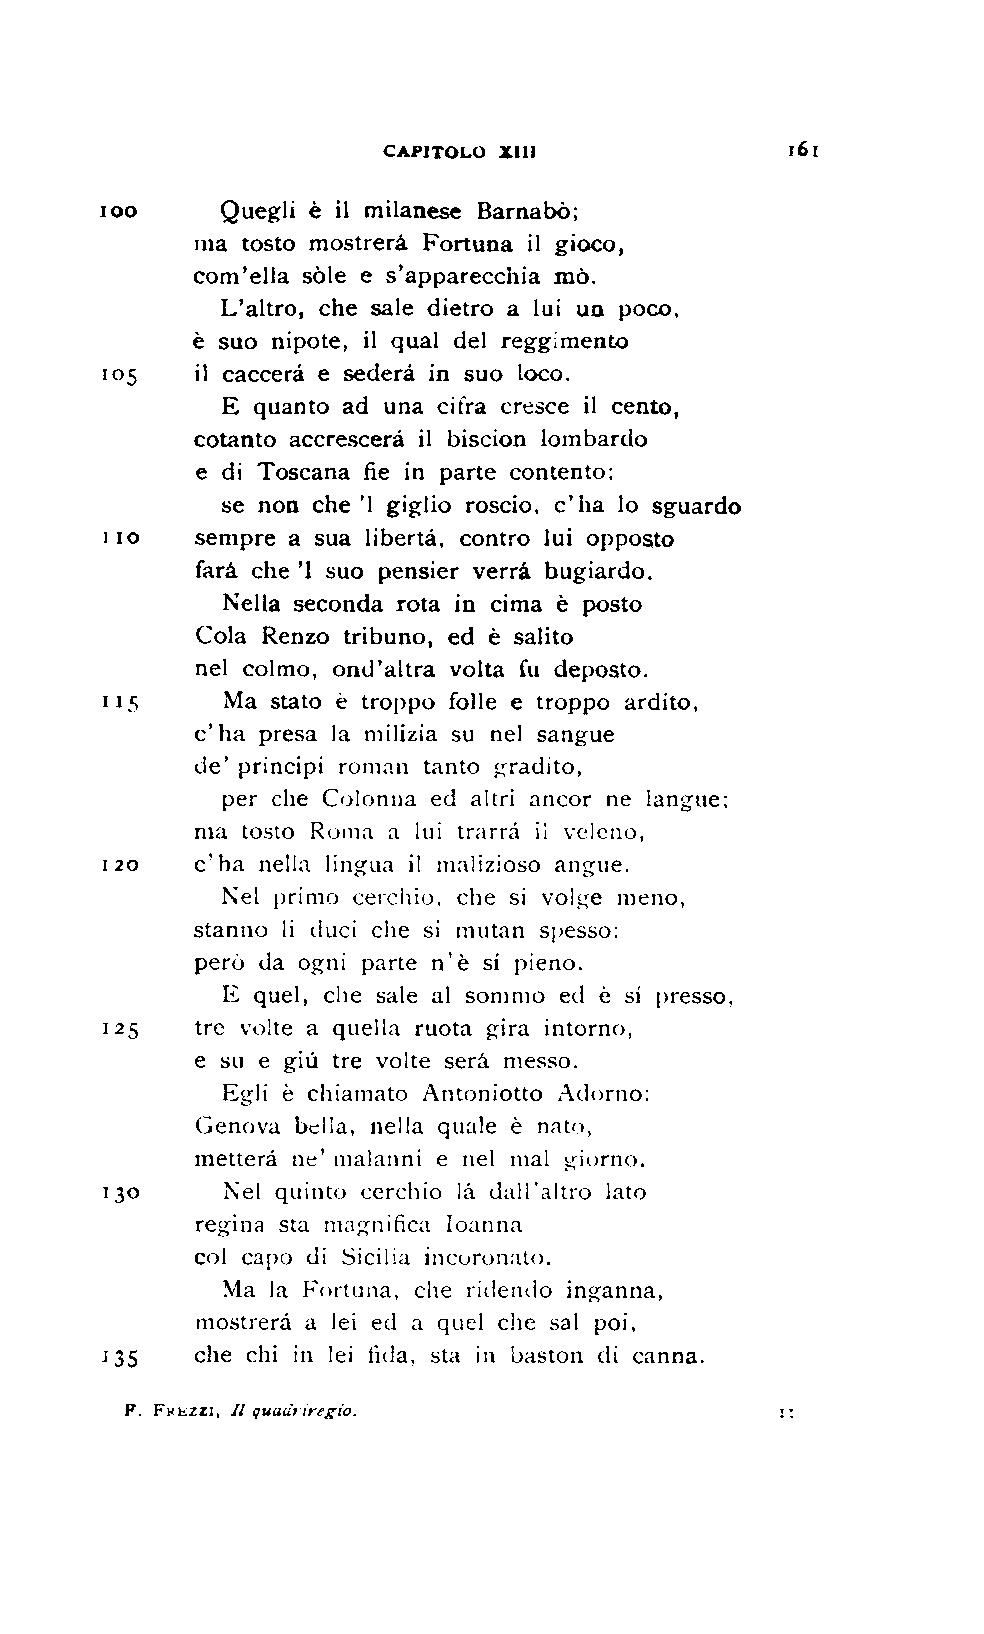 CAPITOLO XIII 161
100 Quegli è il milanese Barnabò;
ma tosto mostrerá Fortuna il gioco,
com'ella sòle e s'apparecchia mò.
L'altro, che sale dietro a lui un poco,
è suo nipote, il qual del reggimento
105 il caccerá e sederá in suo loco.
E quanto ad una cifra cresce il cento,
cotanto accrescerá il biscion lombardo
e di Toscana fie in parte contento;
se non che 'l giglio roscio, c'ha lo sguardo
110 sempre a sua libertá, contro lui opposto
fará che 'l suo pensier verrá bugiardo.
Nella seconda rota in cima è posto
Cola Renzo tribuno, ed è salito
nel colmo, ond'altra volta fu deposto.
115 Ma stato è troppo folle e troppo ardito,
c'ha presa la milizia su nel sangue
de' principi roman tanto gradito,
per che Colonna ed altri ancor ne langue;
ma tosto Roma a lui trarrá il veleno,
120 c'ha nella lingua il malizioso angue.
Nel primo cerchio, che si volge meno,
stanno li duci che si mutan spesso:
però da ogni parte n'è sí pieno.
E quel, che sale al sommo ed è sí presso,
125 tre volte a quella ruota gira intorno,
e su e giú tre volte será messo.
Egli è chiamato Antoniotto Adorno:
Genova bella, nella quale è nato,
metterá ne' malanni e nel mal giorno.
130 Nel quinto cerchio lá dall'altro lato
regina sta magnifica Ioanna
col capo di Sicilia incoronato.
Ma la Fortuna, che ridendo inganna,
mostrerá a lei ed a quel che sal poi,
135 che chi in lei fida, sta in baston di canna.
F. FREZZI, Il quadriregio. 11